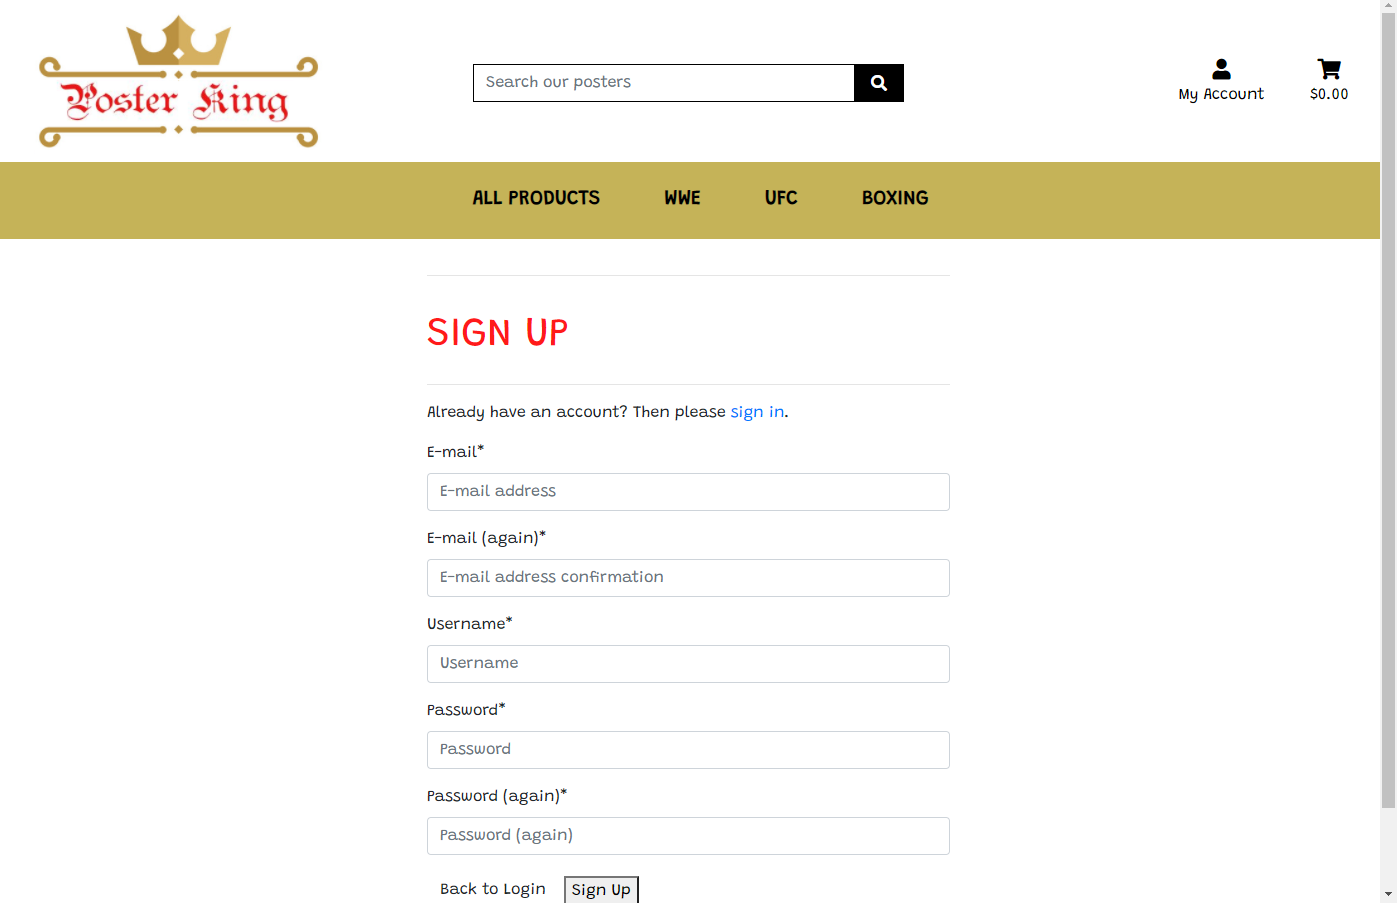 Poster King
Search our posters
My Account
$0.00
ALL PRODUCTS WWE UFC BOXING
SIGN UP
Already have an account? Then please sign in.
E-mail*
E-mail address
E-mail (again)*
E-mail address confirmation
Username*
Username
Password*
Password
Password (again)*
Password (again)
Back to Login Sign Up